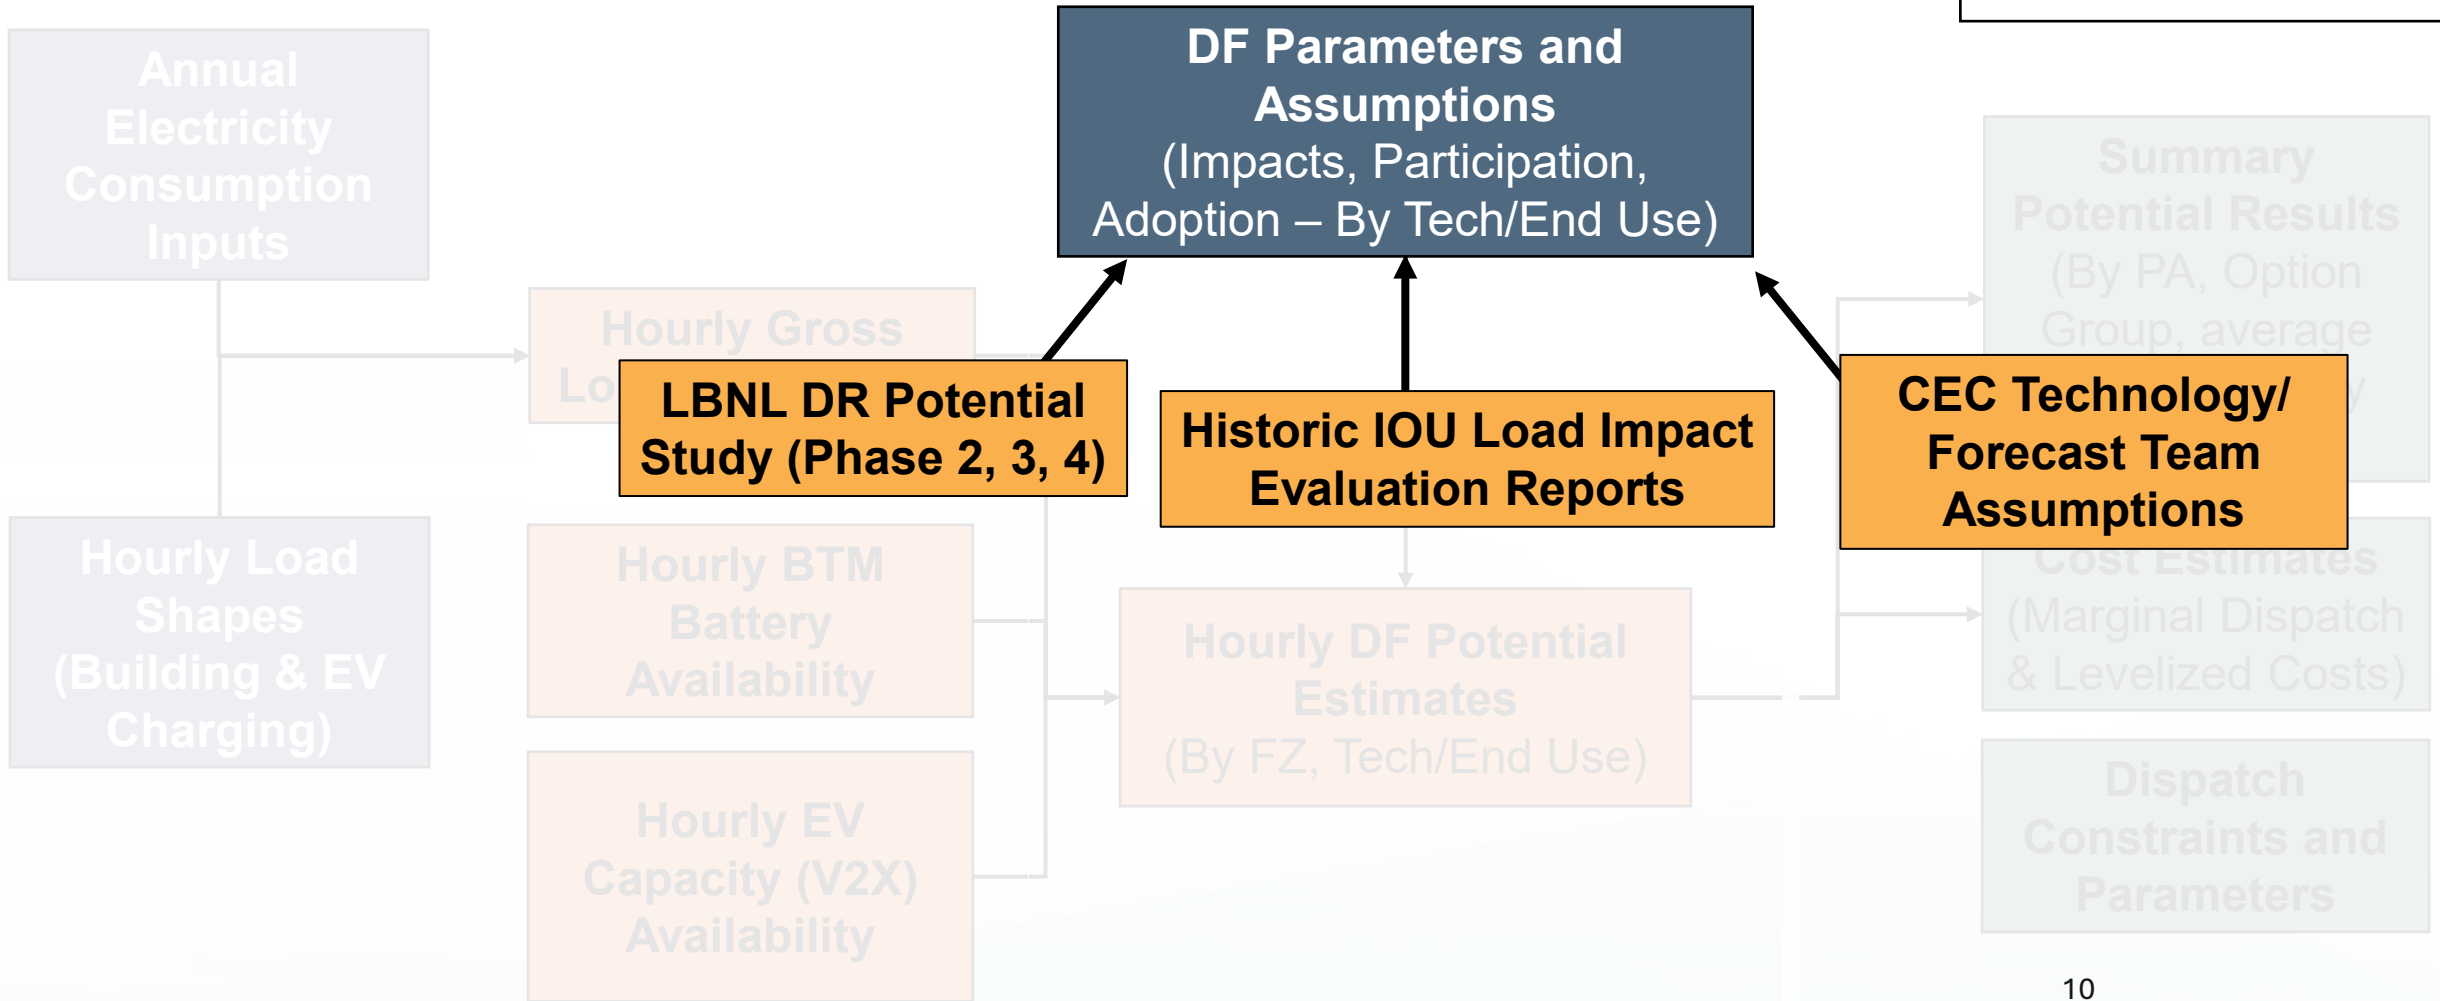 Annual
Electricity
Consumption
Inputs
DF Parameters and
Assumptions
(Impacts, Participation,
Adoption – By Tech/End Use)
Summary
Potential Results
(By PA, Option
Group, average
Hourly Gross
Lo
LBNL DR Potential
Study (Phase 2, 3, 4)
Historic IOU Load Impact
Evaluation Reports
CEC Technology/
Forecast Team
Assumptions
Hourly Load
Shapes
(Building & EV
Charging)
Hourly BTM
Battery
Availability
Hourly EV
Capacity (V2X)
Availability
Hourly DF Potential
Estimates
(By FZ, Tech/End Use)
Cost Estimates
(Marginal Dispatch
& Levelized Costs)
Dispatch
Constraints and
Parameters
10